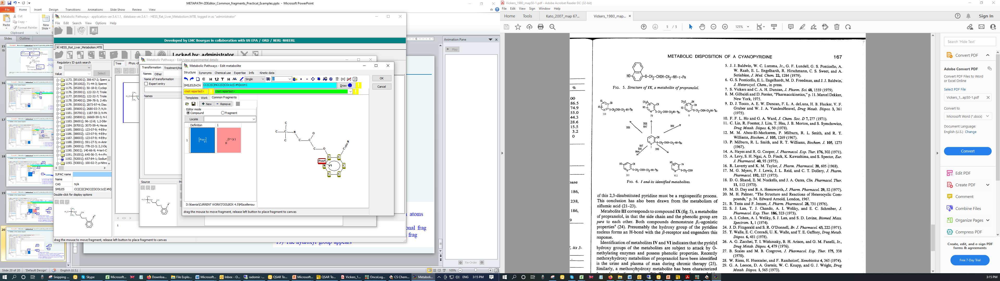 METAPATH-2DEditor_Common_fragments_Practical_Examples.pptx - Microsoft PowerPoint
File Home Insert Design Transitions Animations Slide Show Review View
Cut
Copy
Format Painter
Paste
New
Slide
Clipboard
Slides Outline
15
16
17
18
19
20
Metabolic Pathways - application ver.5.4.1.1, database ver.3.4.1 - HESS_Rat_Liver_Metabolism.MTB, logged in as "administrator"
File Edit Search View Options Help
Developed by LMC Bourgas in collaboration with US EPA / ORD / NERL-NHEERL
HESS_Rat_Liver_Metabolism.MTB
Locked by: administrator
Regulatory ID quick search
ID
Value
Select
Tree
1173. [851001]; 306-67-2; Spermi
1174. [851002]; 71-44-3; Spermi
1175. [852001]; 50-18-0; Cyclop
1176. [853001]; 122-32-7; Triole
1177. [853002]; 122-32-7; Triole
1178. [854001]; 299-78-5; 2-Ally
1179. [855001]; 2873-97-4; Diac
1180. [856001]; 2680-03-7; N,N-
1181. [857001]; 1187-59-3; N-M
1182. [858001]; 16669-59-3; N-I
1183. [86001]; 96-12-8; 1,2-Dibr
1184. [87001]; 3073-59-4; Hexar
1185. [88001]; 123-07-9; 4-Ethy
1186. [88002]; 123-07-9; 4-Ethy
1187. [88003]; 123-07-9; 4-Ethy
1188. [89001]; 591-27-5; m-Amir
1189. [90001]; 778-22-3; 2,2-Dip
1190. [9001]; 140-66-9; 4-tert-O
1191. [91001]; 645-56-7; 4-n-Pro
1192. [92001]; 657-84-1; Sodium
1193. [93001]; 100-02-7; p-Nitro
IUPAC name
Name
CAS N/A
SMILES CC(C)(C)NCC(O)COc1c(C#N)
Double-click for display options
drag the mouse to move fragment, release left button to place fragment to canvas
Metabolic Pathways - Edit/view experimental details
Transformation
Names Other
Name of transformation
Expert entry
Names
Source
Metabolic Pathways - Edit metabolite
Structure Synonyms Chemical use Expertise Info Kinetic data
Single
OK
SMILES/InChi CC(C)(C)NCC(O)COc1c(C#N)cccn1 Draw
Cancel
<not reported> <not reported>
Templates Work Common Fragments
New Remove
Editor mode
Compound Fragment
Locate
Definition 1
1
Pos1
V1
D:\Ksenia\CURRENT WORK\TOOLBOX 4.5\MIscellenou:
drag the mouse to move fragment, release left button to place fragment to canvas
atoms
onal frag
frag
19) The hydroxyl group appears
Animation Pane
Play
Re-Order
Slide 20 of 20 "Default Design" English (U.S.) 105%
Snipping ... Skype Microsoft... Downloa... File Explo... Microsoft... Inbox - O... radomir -... QSAR To... Microsoft... QSAR To... Vickers_1... OncoLog... CS Chem... Metaboli... ENG 3:15 PM
Vickers_1980_map50-1.pdf - Adobe Acrobat Reader DC (32-bit)
File Edit View Sign Window Help
Home Tools Kato_2007_map 67... Vickers_1980_map... Sign In
5 / 5 125%
METABOLIC DISPOSITION OF A CYANOPYRIDINE 167
FIG. 5. Structure of IX, a metabolite of propranolol.
FIG. 6. I and its identified metabolites.
of this 2,3-disubstituted pyridine must be a regiospecific process.
This conclusion has also been drawn from the metabolism of
niflumic acid (21–23).
Metabolite III corresponds to compound IX (fig. 5), a metabolite
of propranolol, in that the side chain and the phenolic group are
para to each other. Both compounds demonstrate β1-agonistic
properties4 (24). Presumably the hydroxy group of the pyridine
nucleus forms an H-bond with the β-receptor and engenders this
response.
Identification of metabolites IV and VI indicates that the pyridyl
hydroxy groups of the metabolites are subject to attack by O-
methylating enzymes and possess phenolic properties. Recently
methoxyhydroxy metabolites of propranolol have been identified
in the urine and plasma of man during chronic therapy (25).
Similarly, a methoxyhydroxy metabolite has been characterized
5. J. J. Baldwin, W. C. Lumma, Jr., G. F. Lundell, G. S. Ponticello, A.
W. Raab, E. L. Engelhardt, R. Hirschmann, C. S. Sweet, and A.
Scriabine, J. Med. Chem. 22, 1284 (1979).
6. G. S. Ponticello, E. L. Engelhardt, M. D. Freedman, and J. J. Baldwin,
J. Heterocycl. Chem., in press.
7. S. Vickers and C. A. H. Duncan, J. Pharm. Sci. 68, 1559 (1979).
8. M. Gilbaldi and D. Perrier, "Pharmacokinetics," p. 11. Marcel Dekker,
New York, 1975.
9. D. J. Tocco, A. E. W. Duncan, F. L. A. deLuna, H. B. Hucker, V. F.
Gruber and W. J. A. VandenHeuvel, Drug Metab. Dispos. 3, 361
(1975).
10. F. F. L. Ho and G. A. Ward, J. Chem. Soc. D 7, 277 (1971).
11. C. Lin, R. Foester, J. Lim, T. Hsu, J. B. Morton, and S. Symchowicz,
Drug Metab. Dispos. 6, 50 (1978).
12. M. M. Abou-El-Markarem, P. Milburn, R. L. Smith, and R. T.
Williams, Biochem. J. 105, 1269 (1967).
13. P. Milburn, R. L. Smith, and R. T. Williams, Biochem. J. 105, 1275
(1967).
14. A. Hayes and R. G. Cooper, J. Pharmacol. Exp. Ther. 176, 302 (1971).
15. A. Levy, S. H. Ngai, A. D. Finck, K. Kawashima, and S. Spector, Eur.
J. Pharmacol. 40, 93 (1975).
16. R. Laverty and K. M. Taylor, J. Pharm. Pharmacol. 20, 605 (1968).
17. M. G. Myers, P. J. Lewis, J. L. Reid, and C. T. Dollery, J. Pharm.
Pharmacol. 192, 327 (1975).
18. D. G. Shand, E. M. Nuckells, and J. A. Oates, Clin. Pharmacol. Ther.
11, 112 (1970).
19. M. D. Day and B. A. Hemsworth, J. Pharm. Pharmacol. 29, 52 (1977).
20. M. H. Palmer, "The Structure and Reactions of Heterocyclic Com-
pounds," p. 54. Edward Arnold, London, 1967.
21. B. Testa and P. Jenner, J. Pharm. Pharmacol. 28, 731 (1976).
22. S. J. Lan, T. J. Chando, A. I. Weliky, and E. C. Schreiber, J.
Pharmacol. Exp. Ther. 186, 323 (1973).
23. A. I. Cohen, A. I. Weliky, S. J. Lan, and S. D. Levine, Biomed. Mass.
Spectrom. 1, 1 (1974).
24. J. D. Fitzgerald and S. R. O'Donnell, Br. J. Pharmacol. 43, 222 (1971).
25. T. Walle, E. C. Conradi, U. K. Walle, and T. E. Gaffney, Drug Metab.
Dispos. 6, 481 (1978).
26. A. G. Zacchei, T. I. Wishousky, B. H. Arison, and G. M. Fanelli, Jr.,
Drug Metab. Dispos. 4, 479 (1976).
27. B. Scales and M. B. Cosgrove, J. Pharmacol. Exp. Ther. 175, 338
(1970).
28. W. Riess, H. Huerzeler, and F. Raschdorf, Xenobiotica 4, 365 (1974).
29. G. A. Leeson, D. A. Garteiz, W. C. Knapp, and G. J. Wright, Drug
Metab. Dispos. 1, 565 (1973).
Search 'Hide Text'
Convert PDF
Adobe Convert PDF
Convert PDF Files to Word
or Excel Online
Select PDF File
Vickers_1...ap50-1.pdf
Convert to
Microsoft Word (*.docx)
Document Language:
English (U.S.) Change
Convert
Edit PDF
Create PDF
Comment
Combine Files
Organize Pages
Compress PDF
Create, edit, and e-sign PDF
forms & agreements
Free 7-Day Trial
3:15 PM